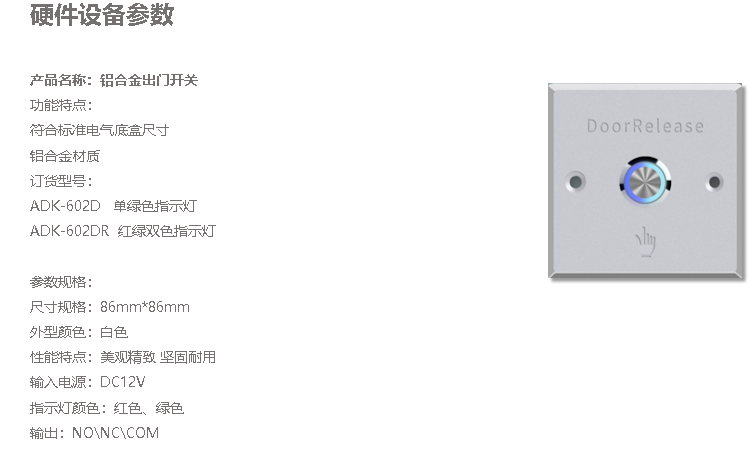 硬件设备参数
产品名称：铝合金出门开关
功能特点：
符合标准电气底盒尺寸
铝合金材质
订货型号：
ADK-602D 单绿色指示灯
ADK-602DR 红绿双色指示灯
参数规格：
尺寸规格：86mm*86mm
外型颜色：白色
性能特点：美观精致 坚固耐用
输入电源：DC12V
指示灯颜色：红色、绿色
输出：NO\NC\COM
DoorRelease